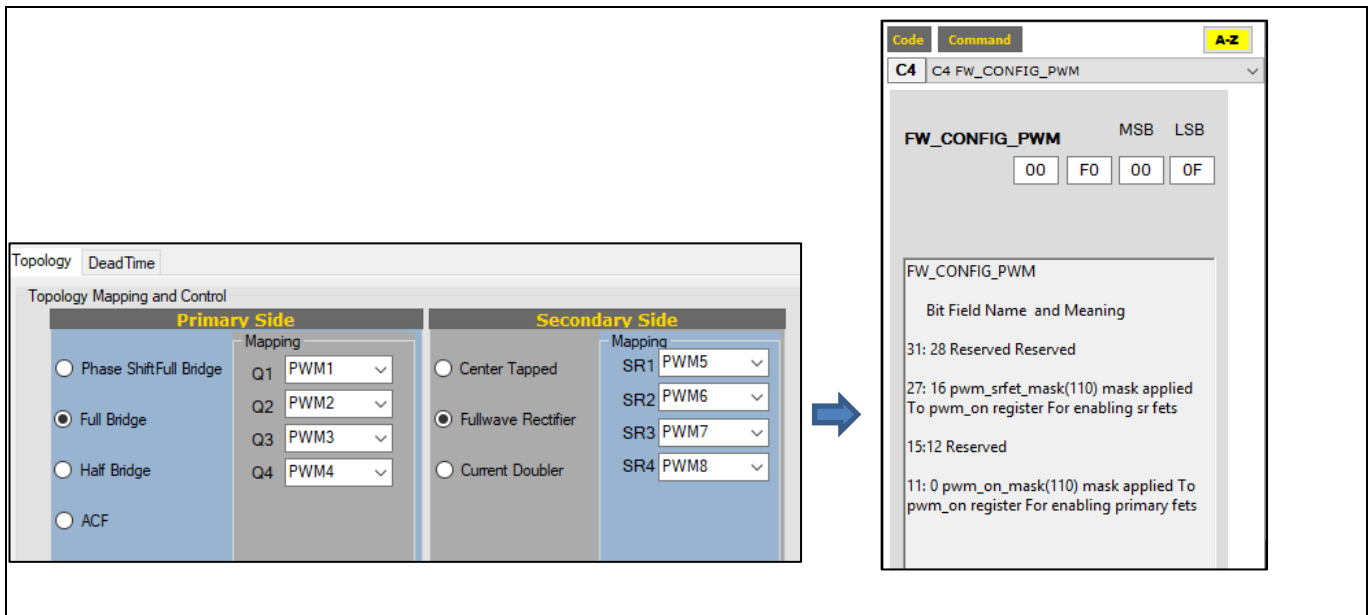 Topology DeadTime
Topology Mapping and Control
Primary Side
Mapping
Phase ShiftFull Bridge
Full Bridge
Half Bridge
ACF
Q1 PWM1
Q2 PWM2
Q3 PWM3
Q4 PWM4
Secondary Side
Center Tapped
Fullwave Rectifier
Current Doubler
Mapping
SR1 PWM5
SR2 PWM6
SR3 PWM7
SR4 PWM8
Code Command A-Z
C4 C4 FW_CONFIG_PWM
FW_CONFIG_PWM MSB LSB
00 F0 00 0F
FW_CONFIG_PWM
Bit Field Name and Meaning
31: 28 Reserved Reserved
27: 16 pwm_srfet_mask(110) mask applied
To pwm_on register For enabling sr fets
15:12 Reserved
11: 0 pwm_on_mask(110) mask applied To
pwm_on register For enabling primary fets